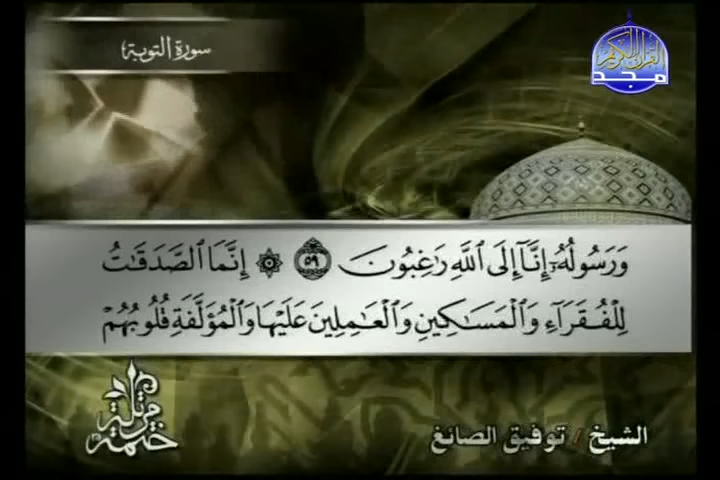 سورة التوبة
القرآن الكريم
مجد
وَرَسُولُهُۥٓ إِنَّآ إِلَى ٱللَّهِ رَٰغِبُونَ ۝٥٩ ۞ إِنَّمَا ٱلصَّدَقَٰتُ
لِلْفُقَرَآءِ وَٱلْمَسَٰكِينِ وَٱلْعَٰمِلِينَ عَلَيْهَا وَٱلْمُؤَلَّفَةِ قُلُوبُهُمْ
ختمة مرتلة
الشيخ / توفيق الصائغ